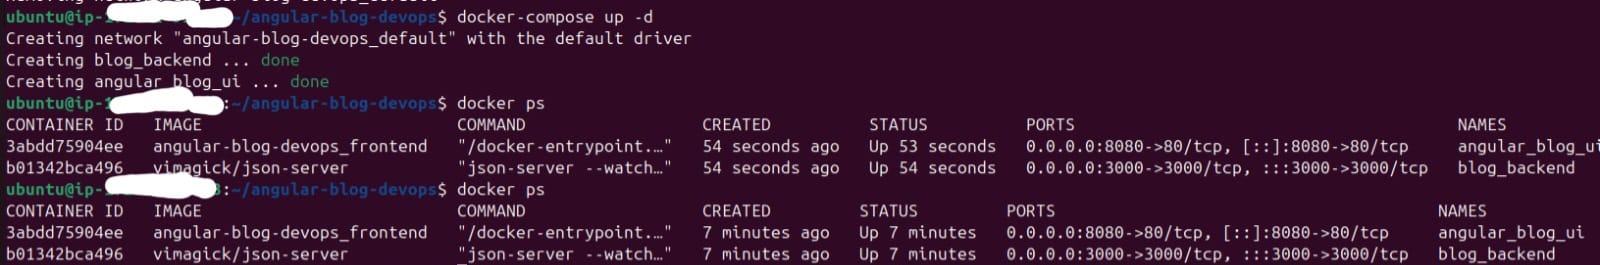 ubuntu@ip-1 ~/angular-blog-devops$ docker-compose up -d
Creating network "angular-blog-devops_default" with the default driver
Creating blog_backend ... done
Creating angular_blog_ui ... done
ubuntu@ip-1 :~/angular-blog-devops$ docker ps
CONTAINER ID IMAGE COMMAND CREATED STATUS PORTS NAMES
3abdd75904ee angular-blog-devops_frontend "/docker-entrypoint.…" 54 seconds ago Up 53 seconds 0.0.0.0:8080->80/tcp, [::]:8080->80/tcp angular_blog_ui
b01342bca496 vimagick/json-server "json-server --watch…" 54 seconds ago Up 54 seconds 0.0.0.0:3000->3000/tcp, :::3000->3000/tcp blog_backend
ubuntu@ip-1 3:~/angular-blog-devops$ docker ps
CONTAINER ID IMAGE COMMAND CREATED STATUS PORTS NAMES
3abdd75904ee angular-blog-devops_frontend "/docker-entrypoint.…" 7 minutes ago Up 7 minutes 0.0.0.0:8080->80/tcp, [::]:8080->80/tcp angular_blog_ui
b01342bca496 vimagick/json-server "json-server --watch…" 7 minutes ago Up 7 minutes 0.0.0.0:3000->3000/tcp, :::3000->3000/tcp blog_backend